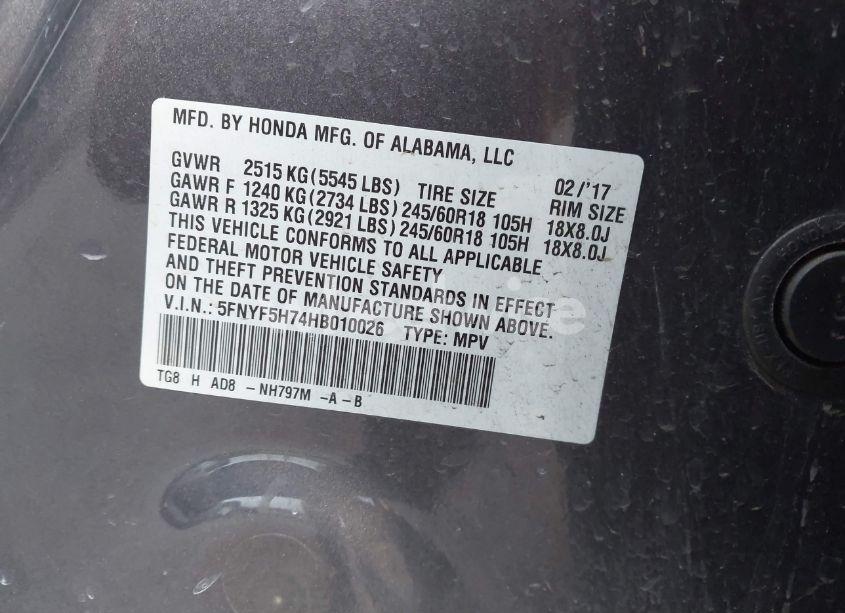 MFD. BY HONDA MFG. OF ALABAMA, LLC
GVWR 2515 KG(5545 LBS) TIRE SIZE 02/'17 RIM SIZE
GAWR F 1240 KG(2734 LBS) 245/60R18 105H 18X8.0J
GAWR R 1325 KG(2921 LBS) 245/60R18 105H 18X8.0J
THIS VEHICLE CONFORMS TO ALL APPLICABLE
FEDERAL MOTOR VEHICLE SAFETY
AND THEFT PREVENTION STANDARDS IN EFFECT
ON THE DATE OF MANUFACTURE SHOWN ABOVE.
V.I.N.: 5FNYF5H74HB010026 TYPE: MPV
TG8 H AD8 - NH797M -A - B